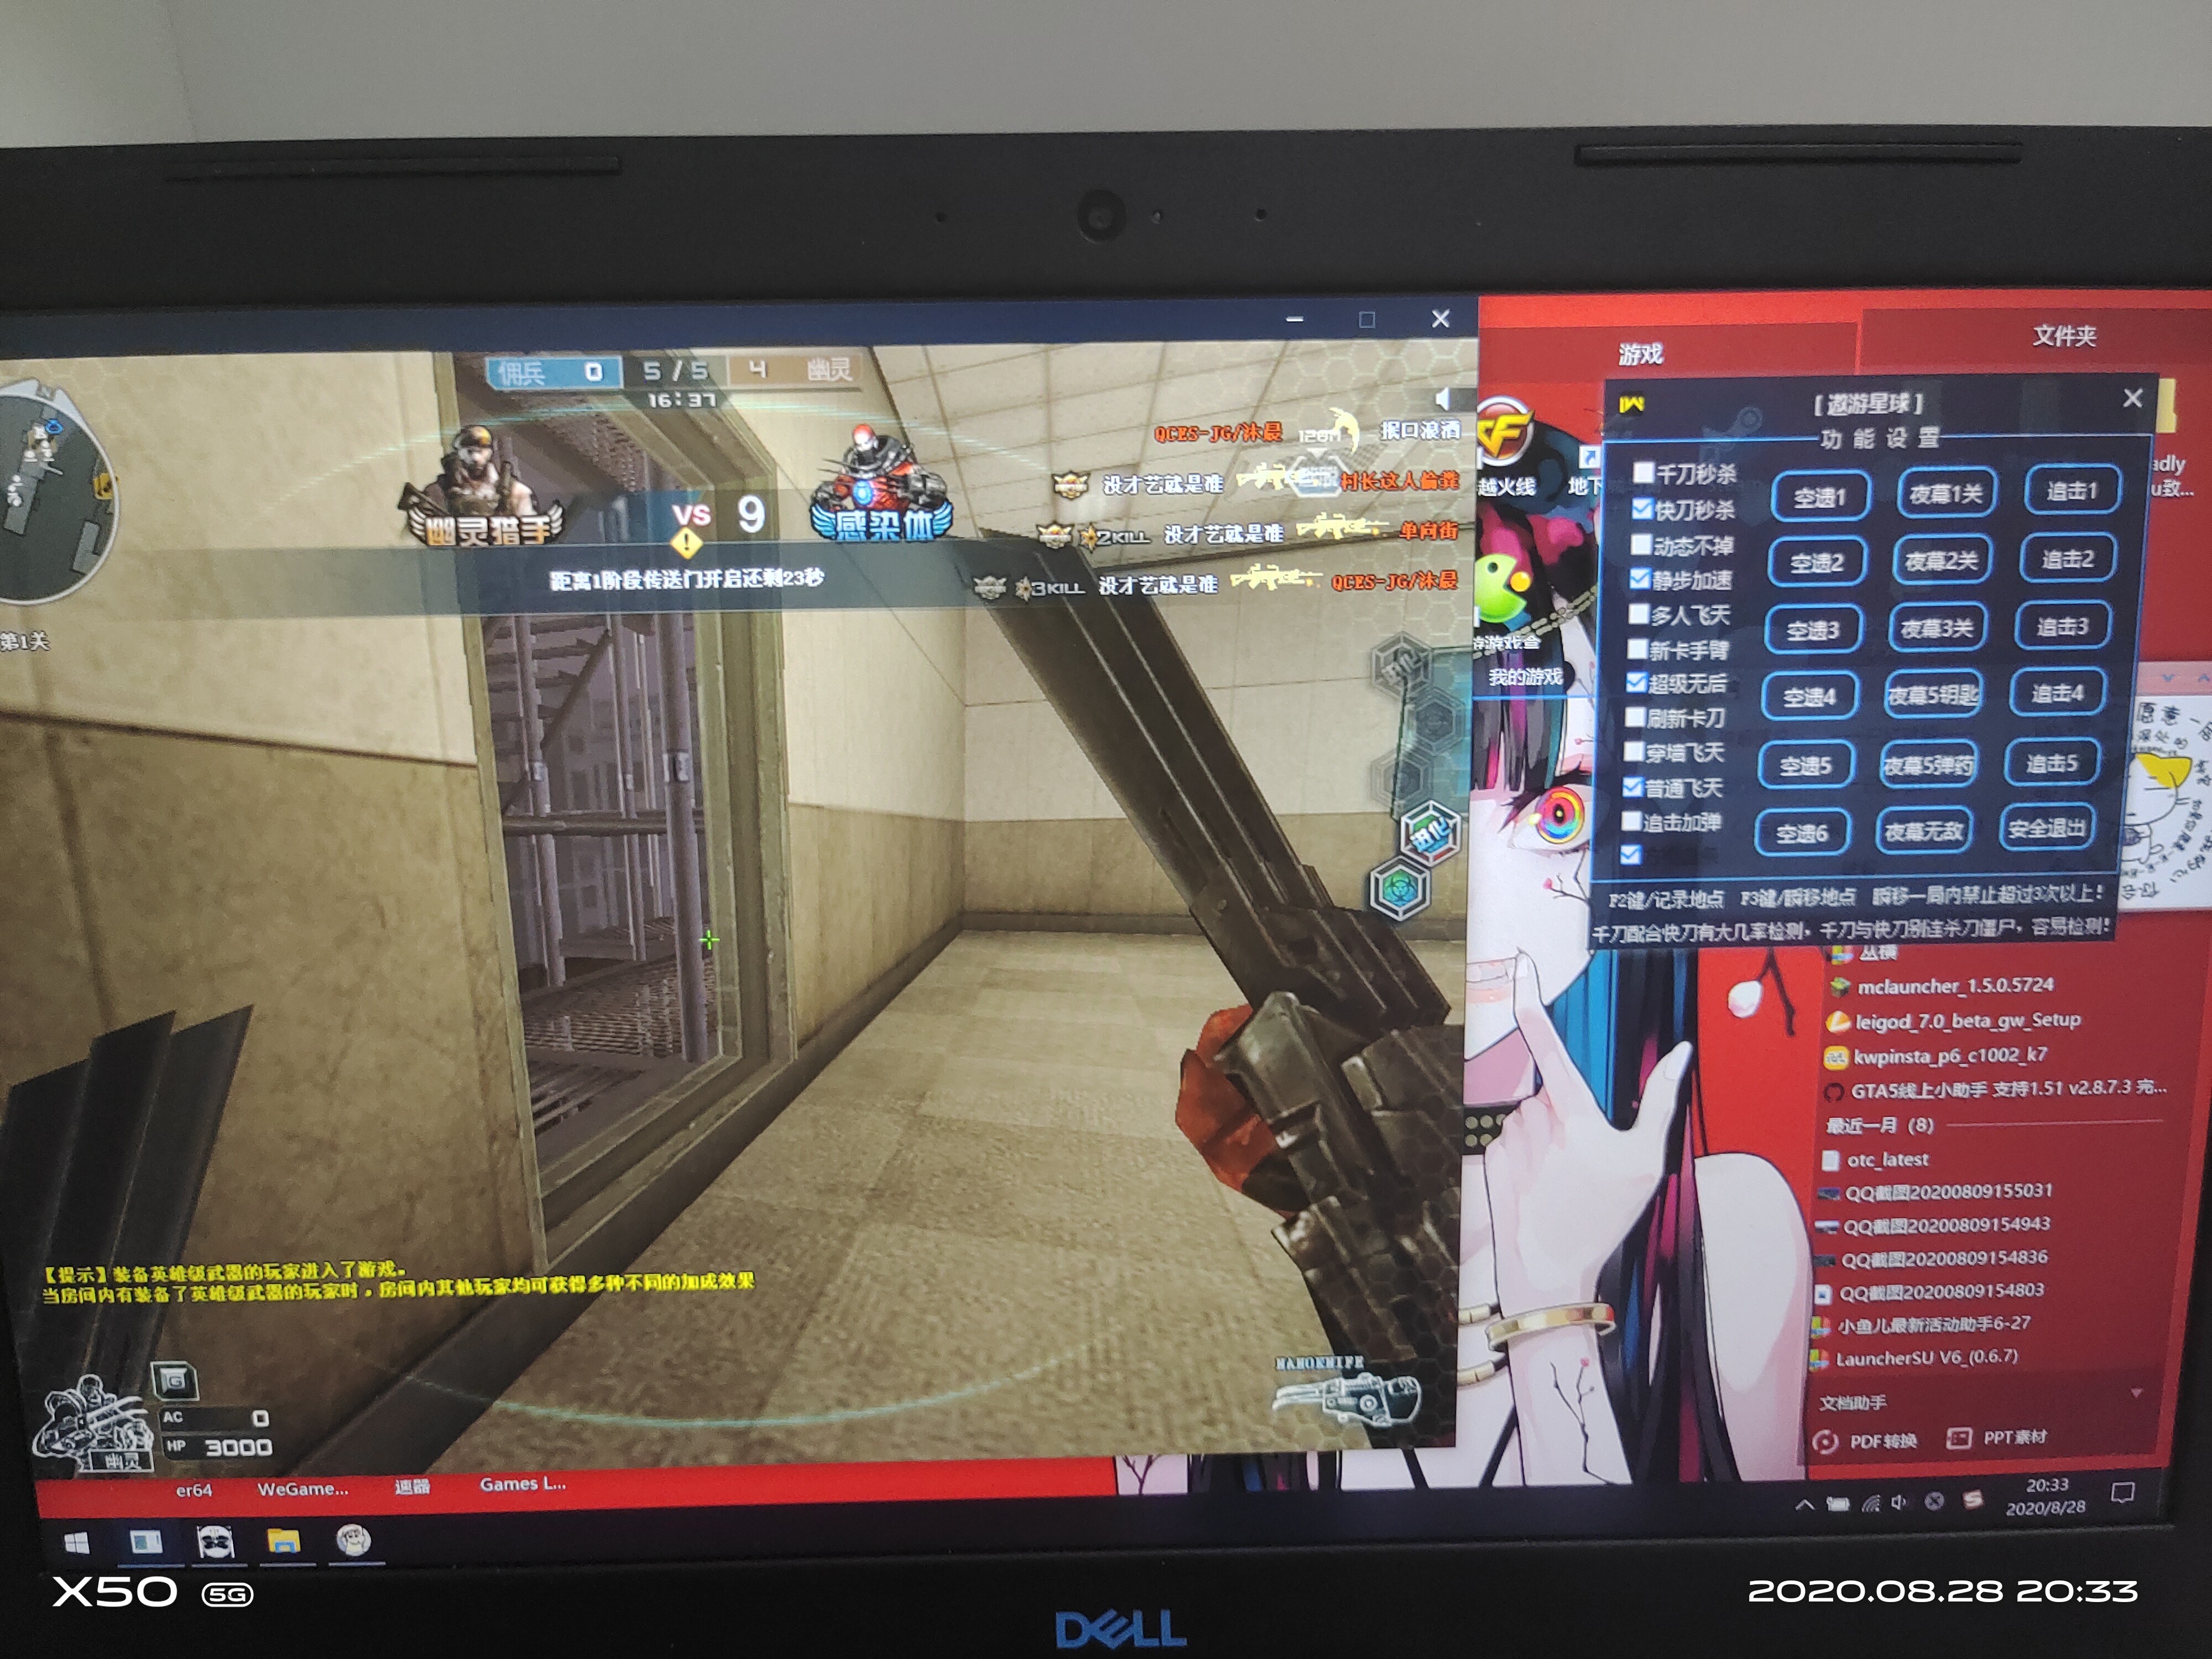 佣兵 0 5/5 4 幽灵
16:37
幽灵猎手 VS 9 感染体
距离1阶段传送门开启还剩23秒
QCES-JG/沐晨 抿口浪酒
没才艺就是准 村长这人偷粪
2KILL 没才艺就是准 单向街
3KILL 没才艺就是准 QCES-JG/沐晨
第1关
进化
【提示】装备英雄级武器的玩家进入了游戏。
当房间内有装备了英雄级武器的玩家时，房间内其他玩家均可获得多种不同的加成效果
AC 0
HP 3000
幽灵
NANOKNIFE
游戏
文件夹
越火线
地下
游戏盒
我的游戏
[ 遨游星球 ]
功能设置
千刀秒杀 空遗1 夜幕1关 追击1
快刀秒杀
动态不掉 空遗2 夜幕2关 追击2
静步加速
多人飞天 空遗3 夜幕3关 追击3
新卡手臂
超级无后 空遗4 夜幕5钥匙 追击4
刷新卡刀
穿墙飞天 空遗5 夜幕5弹药 追击5
普通飞天
追击加弹 空遗6 夜幕无敌 安全退出
F2键/记录地点 F3键/瞬移地点 瞬移一局内禁止超过3次以上！
千刀配合快刀有大几率检测，千刀与快刀别连杀刀僵尸，容易检测！
mclauncher_1.5.0.5724
leigod_7.0_beta_gw_Setup
kwpinsta_p6_c1002_k7
GTA5线上小助手 支持1.51 v2.8.7.3 完...
最近一月 (8)
otc_latest
QQ截图20200809155031
QQ截图20200809154943
QQ截图20200809154836
QQ截图20200809154803
小鱼儿最新活动助手6-27
LauncherSU V6_(0.6.7)
文档助手
PDF转换 PPT素材
er64 WeGame... 速器 Games L...
20:33
2020/8/28
X50 5G
2020.08.28 20:33
DELL